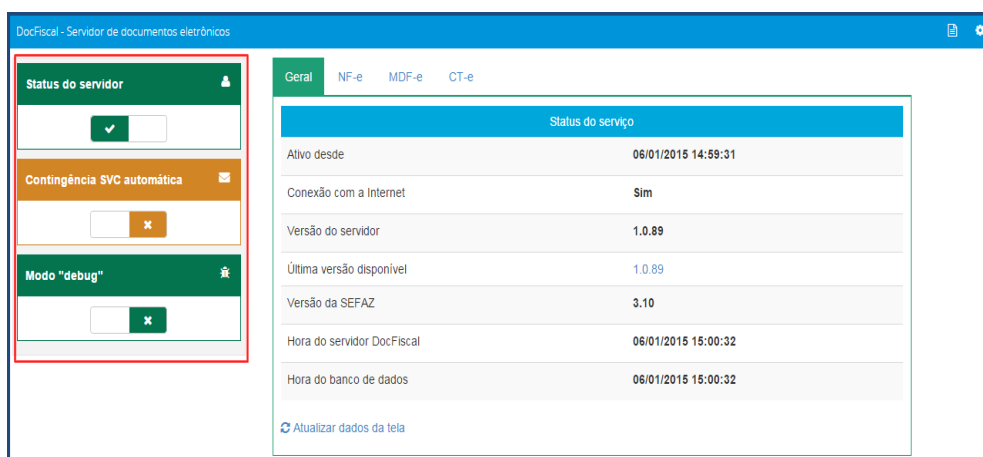 DocFiscal - Servidor de documentos eletrônicos
Status do servidor
Contingência SVC automática
Modo "debug"
Geral NF-e MDF-e CT-e
Status do serviço
Ativo desde 06/01/2015 14:59:31
Conexão com a Internet Sim
Versão do servidor 1.0.89
Última versão disponível 1.0.89
Versão da SEFAZ 3.10
Hora do servidor DocFiscal 06/01/2015 15:00:32
Hora do banco de dados 06/01/2015 15:00:32
Atualizar dados da tela